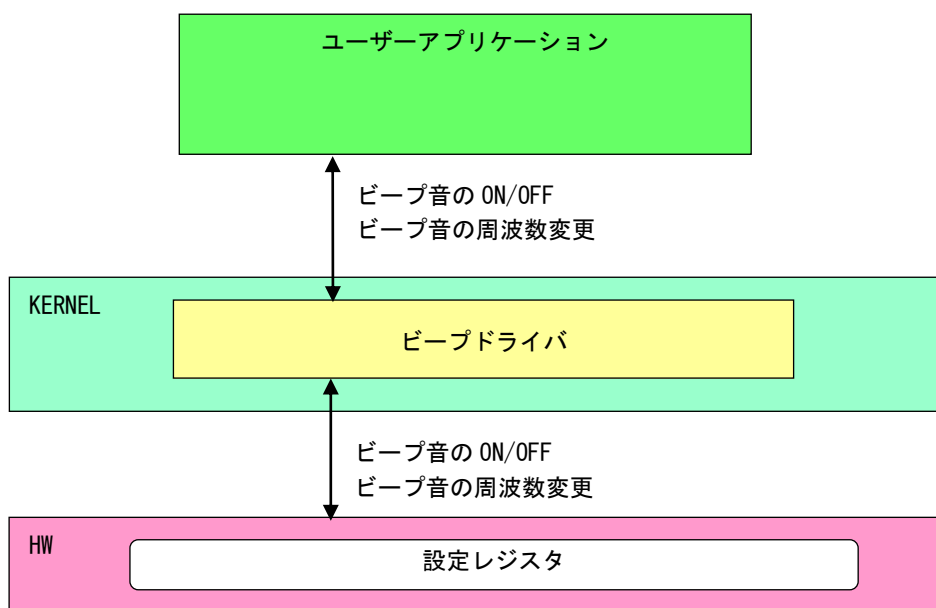 ユーザーアプリケーション
ビープ音の ON/OFF
ビープ音の周波数変更
KERNEL
ビープドライバ
ビープ音の ON/OFF
ビープ音の周波数変更
HW
設定レジスタ